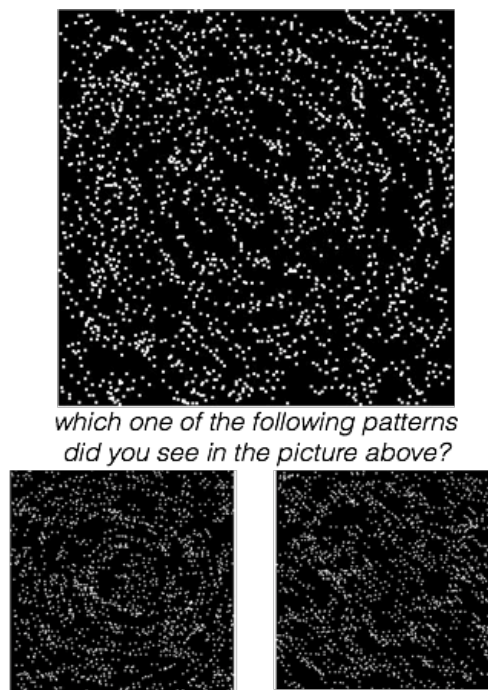 which one of the following patterns
did you see in the picture above?